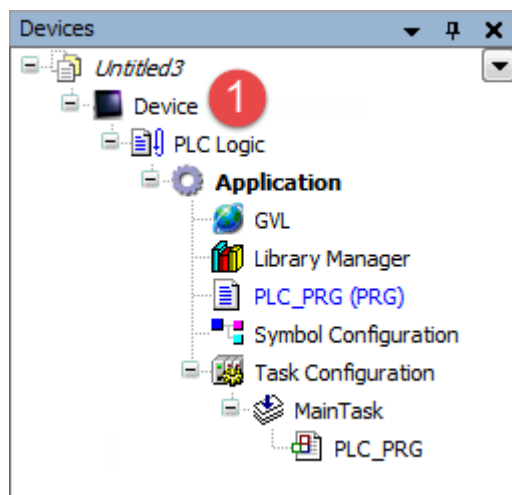 Devices
Untitled3
Device 1
PLC Logic
Application
GVL
Library Manager
PLC_PRG (PRG)
Symbol Configuration
Task Configuration
MainTask
PLC_PRG